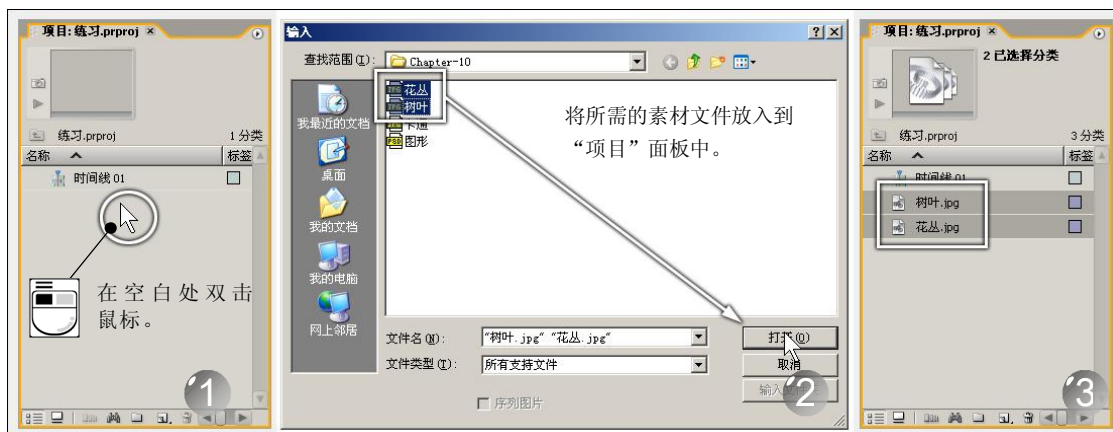 项目: 练习.prproj ×
练习.prproj
1 分类
名称
标签
时间线 01
在空白处双击
鼠标。
1
输入
查找范围(I):
Chapter-10
我最近的文档
桌面
我的文档
我的电脑
网上邻居
花丛
树叶
卡通
图形
将所需的素材文件放入到
“项目”面板中。
文件名(N):
"树叶.jpg" "花丛.jpg"
打开(O)
文件类型(T):
所有支持文件
取消
序列图片
2
项目: 练习.prproj ×
2 已选择分类
练习.prproj
3 分类
名称
标签
时间线 01
树叶.jpg
花丛.jpg
3